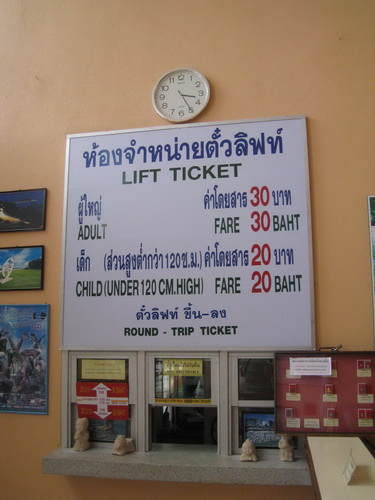 ห้องจำหน่ายตั๋วลิฟท์
LIFT TICKET
ผู้ใหญ่ ค่าโดยสาร 30 บาท
ADULT FARE 30 BAHT
เด็ก (ส่วนสูงต่ำกว่า 120 ซ.ม.) ค่าโดยสาร 20 บาท
CHILD (UNDER 120 CM.HIGH) FARE 20 BAHT
ตั๋วลิฟท์ ขึ้น-ลง
ROUND - TRIP TICKET